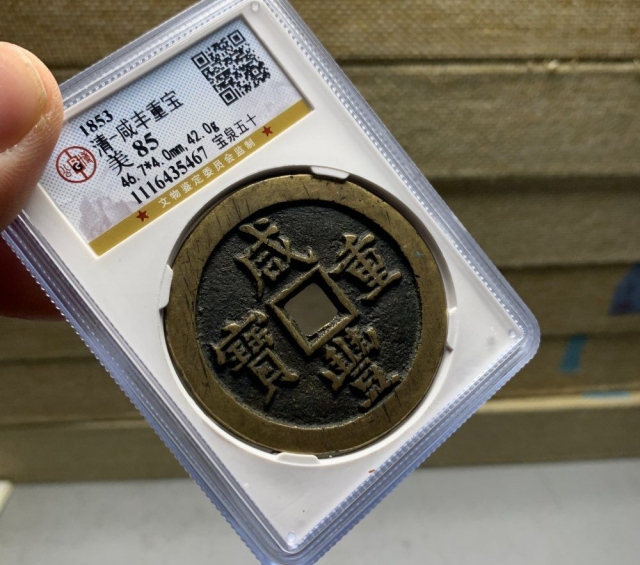 1853
清-咸丰重宝
美 85
46.7*4.0mm,42.0g 宝泉五十
1116435467
文物鉴定委员会监制
咸
重
寶
豐